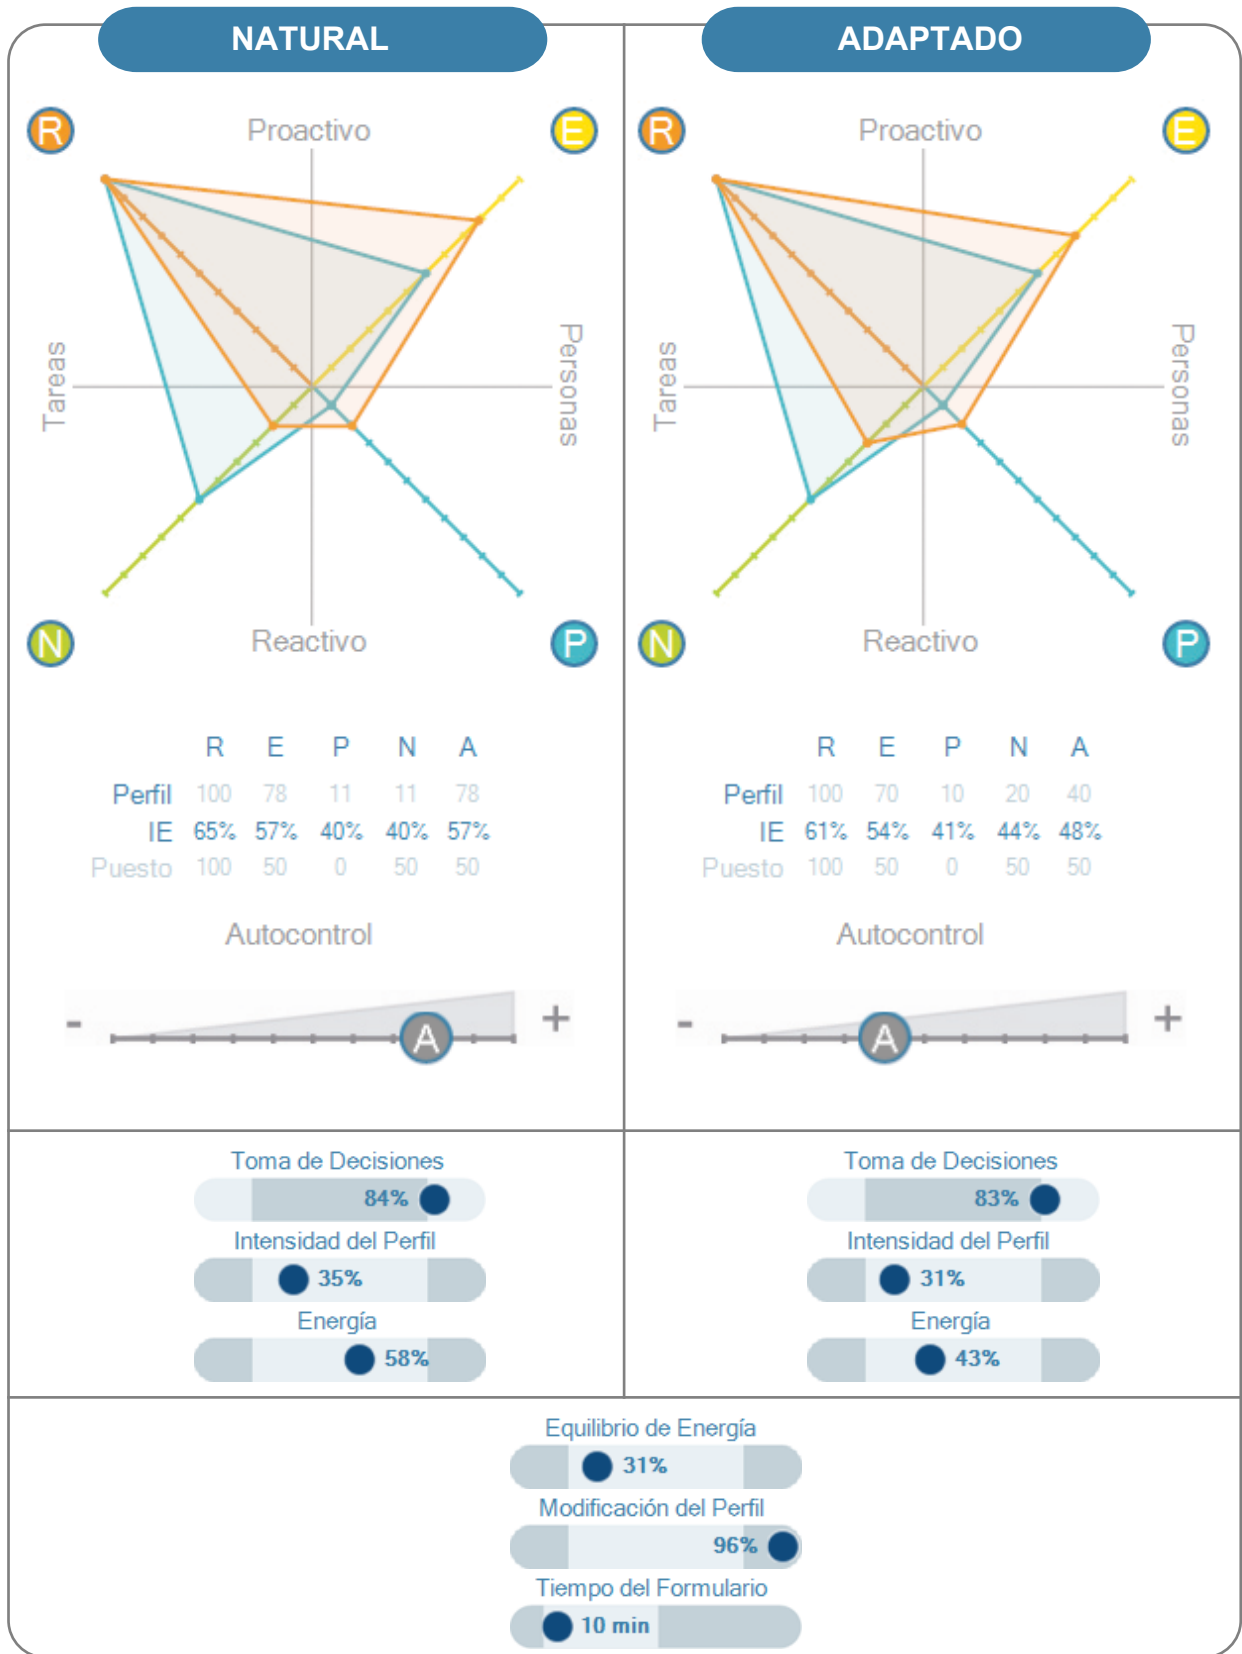 NATURAL
ADAPTADO
R
Proactivo
E
Tareas
Personas
N
Reactivo
P
R E P N A
Perfil 100 78 11 11 78
IE 65% 57% 40% 40% 57%
Puesto 100 50 0 50 50
Autocontrol
- A +
R
Proactivo
E
Tareas
Personas
N
Reactivo
P
R E P N A
Perfil 100 70 10 20 40
IE 61% 54% 41% 44% 48%
Puesto 100 50 0 50 50
Autocontrol
- A +
Toma de Decisiones
84%
Intensidad del Perfil
35%
Energía
58%
Toma de Decisiones
83%
Intensidad del Perfil
31%
Energía
43%
Equilibrio de Energía
31%
Modificación del Perfil
96%
Tiempo del Formulario
10 min